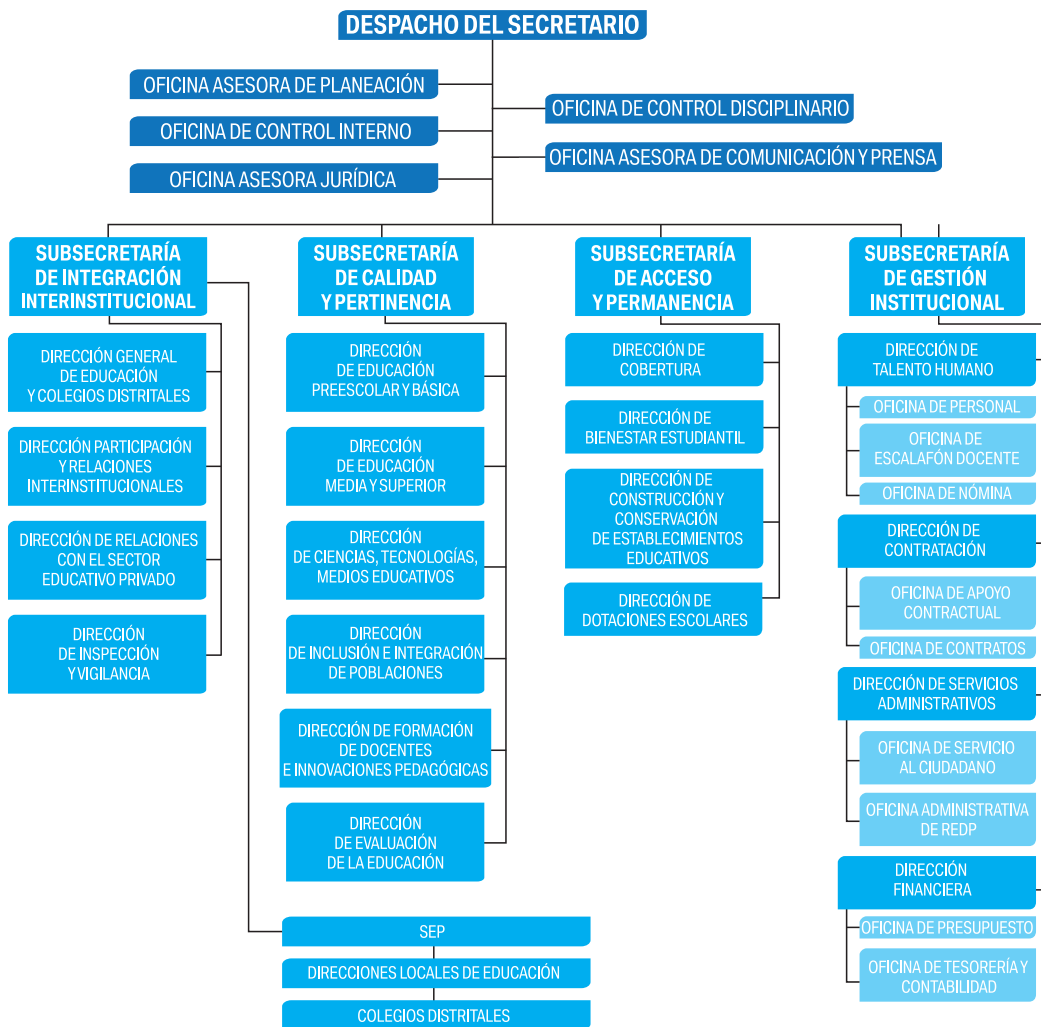 DESPACHO DEL SECRETARIO
OFICINA ASESORA DE PLANEACIÓN
OFICINA DE CONTROL DISCIPLINARIO
OFICINA DE CONTROL INTERNO
OFICINA ASESORA DE COMUNICACIÓN Y PRENSA
OFICINA ASESORA JURÍDICA
SUBSECRETARÍA
DE INTEGRACIÓN
INTERINSTITUCIONAL
DIRECCIÓN GENERAL
DE EDUCACIÓN
Y COLEGIOS DISTRITALES
DIRECCIÓN PARTICIPACIÓN
Y RELACIONES
INTERINSTITUCIONALES
DIRECCIÓN DE RELACIONES
CON EL SECTOR
EDUCATIVO PRIVADO
DIRECCIÓN
DE INSPECCIÓN
Y VIGILANCIA
SUBSECRETARÍA
DE CALIDAD
Y PERTINENCIA
DIRECCIÓN
DE EDUCACIÓN
PREESCOLAR Y BÁSICA
DIRECCIÓN
DE EDUCACIÓN
MEDIA Y SUPERIOR
DIRECCIÓN
DE CIENCIAS, TECNOLOGÍAS,
MEDIOS EDUCATIVOS
DIRECCIÓN
DE INCLUSIÓN E INTEGRACIÓN
DE POBLACIONES
DIRECCIÓN DE FORMACIÓN
DE DOCENTES
E INNOVACIONES PEDAGÓGICAS
DIRECCIÓN
DE EVALUACIÓN
DE LA EDUCACIÓN
SUBSECRETARÍA
DE ACCESO
Y PERMANENCIA
DIRECCIÓN DE
COBERTURA
DIRECCIÓN DE
BIENESTAR ESTUDIANTIL
DIRECCIÓN DE
CONSTRUCCIÓN Y
CONSERVACIÓN
DE ESTABLECIMIENTOS
EDUCATIVOS
DIRECCIÓN DE
DOTACIONES ESCOLARES
SUBSECRETARÍA
DE GESTIÓN
INSTITUCIONAL
DIRECCIÓN DE
TALENTO HUMANO
OFICINA DE PERSONAL
OFICINA DE
ESCALAFÓN DOCENTE
OFICINA DE NÓMINA
DIRECCIÓN DE
CONTRATACIÓN
OFICINA DE APOYO
CONTRACTUAL
OFICINA DE CONTRATOS
DIRECCIÓN DE SERVICIOS
ADMINISTRATIVOS
OFICINA DE SERVICIO
AL CIUDADANO
OFICINA ADMINISTRATIVA
DE REDP
DIRECCIÓN
FINANCIERA
OFICINA DE PRESUPUESTO
OFICINA DE TESORERÍA Y
CONTABILIDAD
SEP
DIRECCIONES LOCALES DE EDUCACIÓN
COLEGIOS DISTRITALES